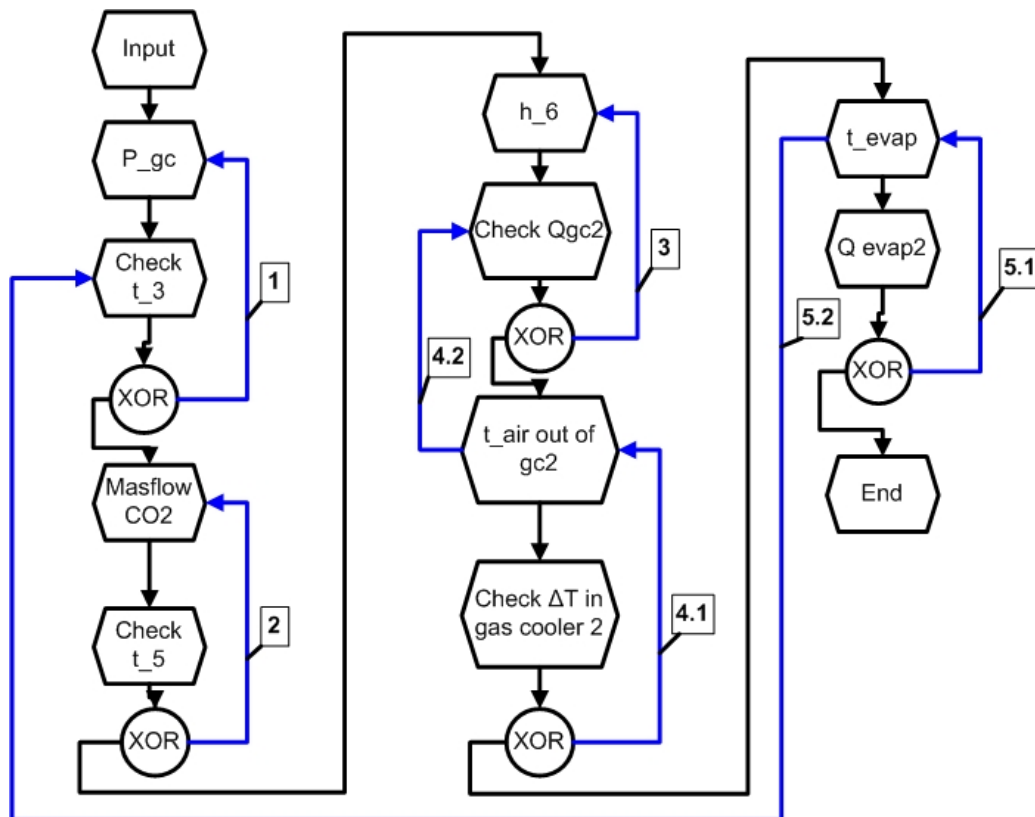 Input
P_gc
Check
t_3
1
XOR
Masflow
CO2
Check
t_5
2
XOR
h_6
Check Qgc2
3
XOR
4.2
t_air out of
gc2
Check ΔT in
gas cooler 2
4.1
XOR
t_evap
Q evap2
5.1
5.2
XOR
End